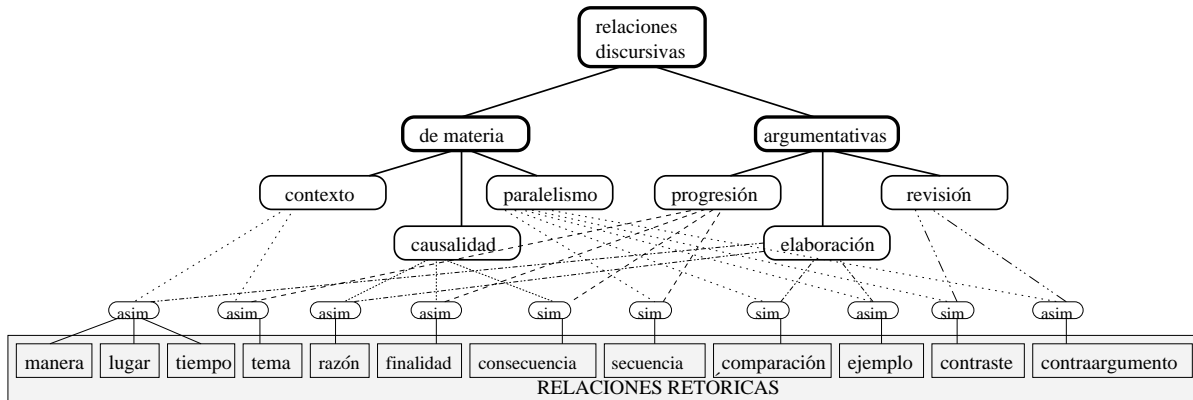 relaciones
discursivas
de materia
argumentativas
contexto
paralelismo
progresión
revisión
causalidad
elaboración
asim
asim
asim
asim
sim
sim
sim
asim
sim
asim
manera
lugar
tiempo
tema
razón
finalidad
consecuencia
secuencia
comparación
ejemplo
contraste
contraargumento
RELACIONES RETÓRICAS